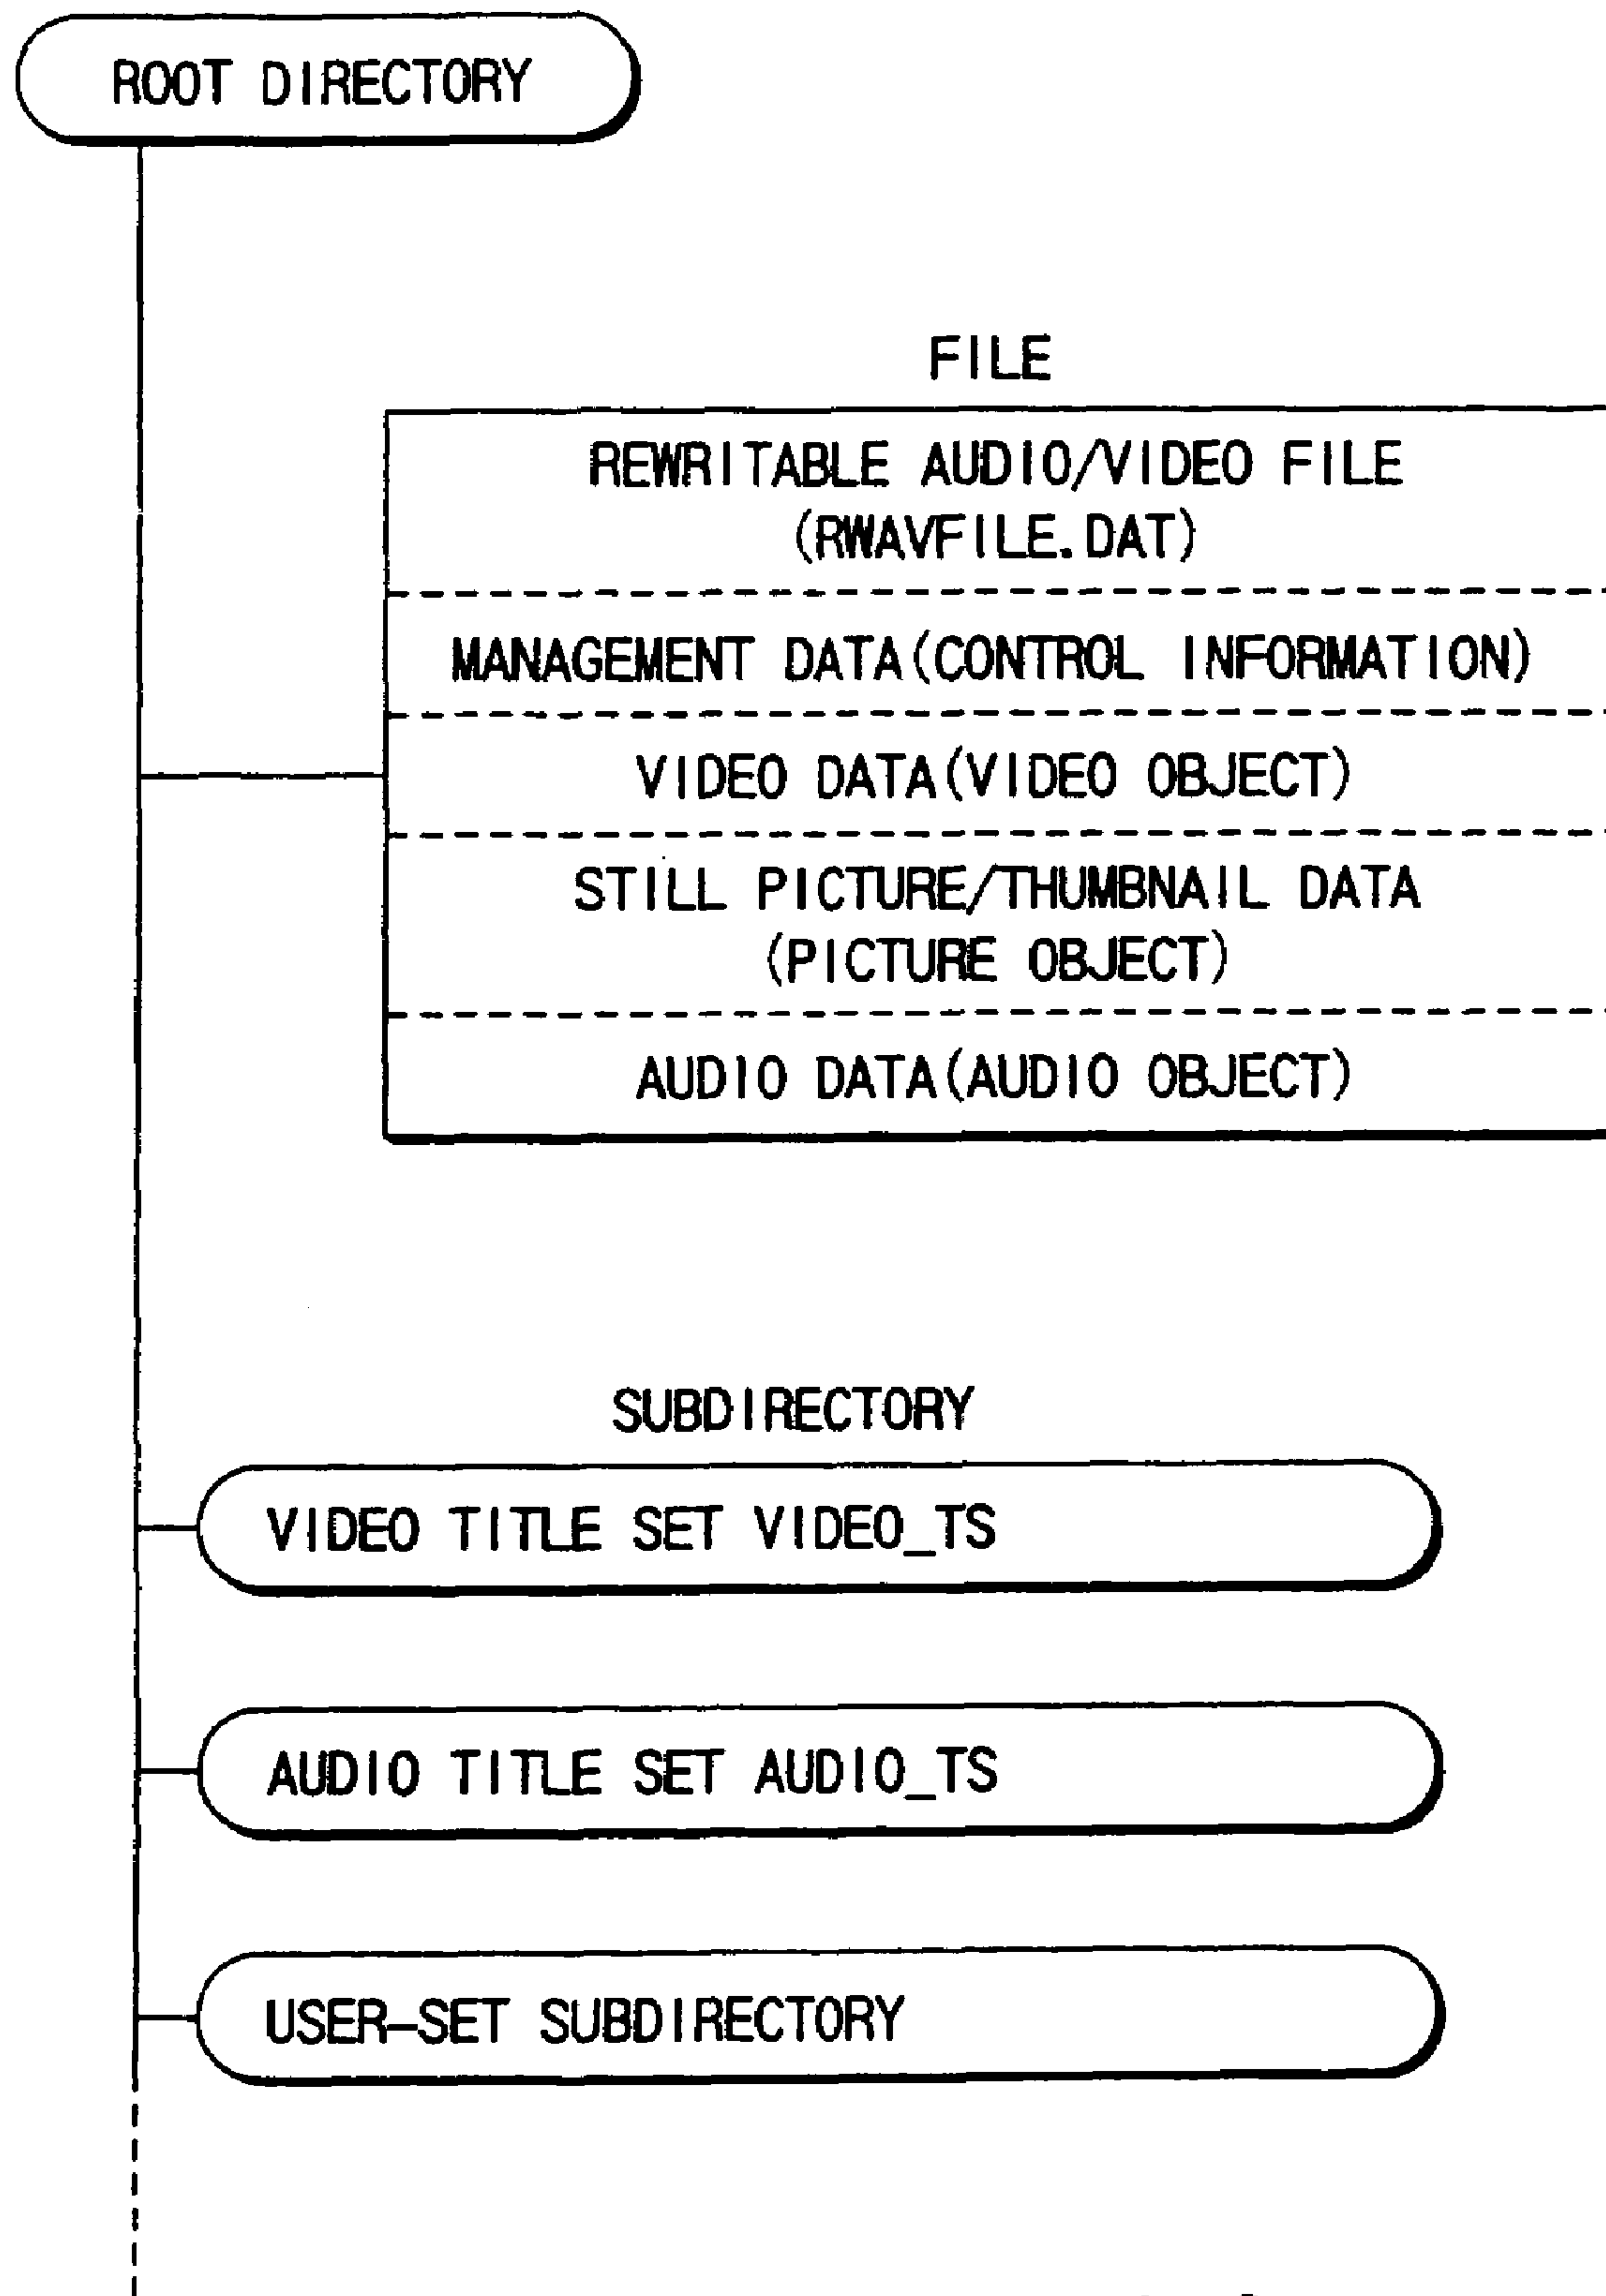 ROOT DIRECTORY
FILE
REWRITABLE AUDIO/VIDEO FILE
(RWAVFILE.DAT)
MANAGEMENT DATA(CONTROL INFORMATION)
VIDEO DATA(VIDEO OBJECT)
STILL PICTURE/THUMBNAIL DATA
(PICTURE OBJECT)
AUDIO DATA(AUDIO OBJECT)
SUBDIRECTORY
VIDEO TITLE SET VIDEO_TS
AUDIO TITLE SET AUDIO_TS
USER-SET SUBDIRECTORY